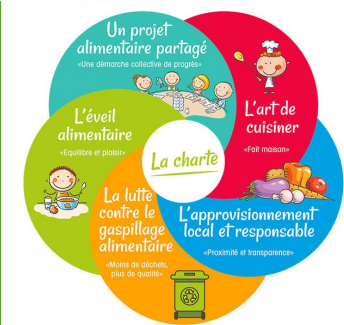 Un projet
alimentaire partagé
«Une démarche collective de progrès»
L'art de
cuisiner
«Fait maison»
L'éveil
alimentaire
«Equilibre et plaisir»
La charte
La lutte
contre le
gaspillage
alimentaire
«Moins de déchets,
plus de qualité»
L'approvisionnement
local et responsable
«Proximité et transparence»